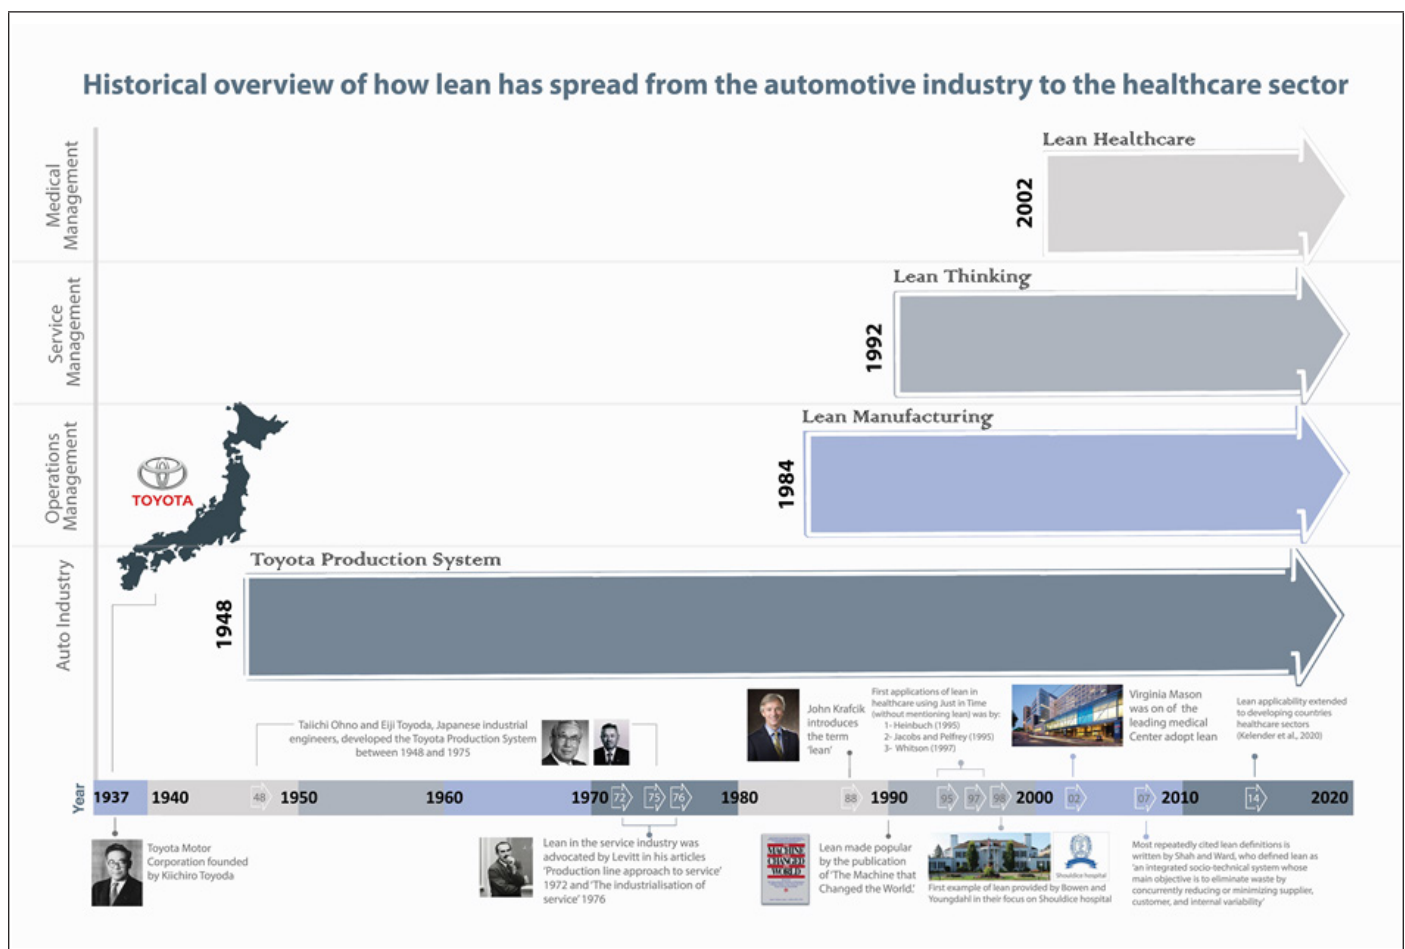 Historical overview of how lean has spread from the automotive industry to the healthcare sector
Medical
Management
Lean Healthcare
2002
Service
Management
Lean Thinking
1992
Operations
Management
TOYOTA
Lean Manufacturing
1984
Auto Industry
Toyota Production System
1948
Taiichi Ohno and Eiji Toyoda, Japanese industrial
engineers, developed the Toyota Production System
between 1948 and 1975
John Krafcik
introduces
the term
'lean'
First applications of lean in
healthcare using Just in Time
(without mentioning lean) was by:
1- Heinbuch (1995)
2- Jacobs and Pelfrey (1995)
3- Whitson (1997)
Virginia Mason
was on of the
leading medical
Center adopt lean
Lean applicability extended
to developing countries
healthcare sectors
(Kelender et al., 2020)
Year
1937 1940 48 1950 1960 1970 72 75 76 1980 88 1990 95 97 98 2000 02 07 2010 14 2020
Toyota Motor
Corporation founded
by Kiichiro Toyoda
Lean in the service industry was
advocated by Levitt in his articles
'Production line approach to service'
1972 and 'The industrialisation of
service' 1976
MACHINE
CHANGED
WORLD
Lean made popular
by the publication
of 'The Machine that
Changed the World.'
Shouldice hospital
First example of lean provided by Bowen and
Youngdahl in their focus on Shouldice hospital
Most repeatedly cited lean definitions is
written by Shah and Ward, who defined lean as
'an integrated socio-technical system whose
main objective is to eliminate waste by
concurrently reducing or minimizing supplier,
customer, and internal variability'